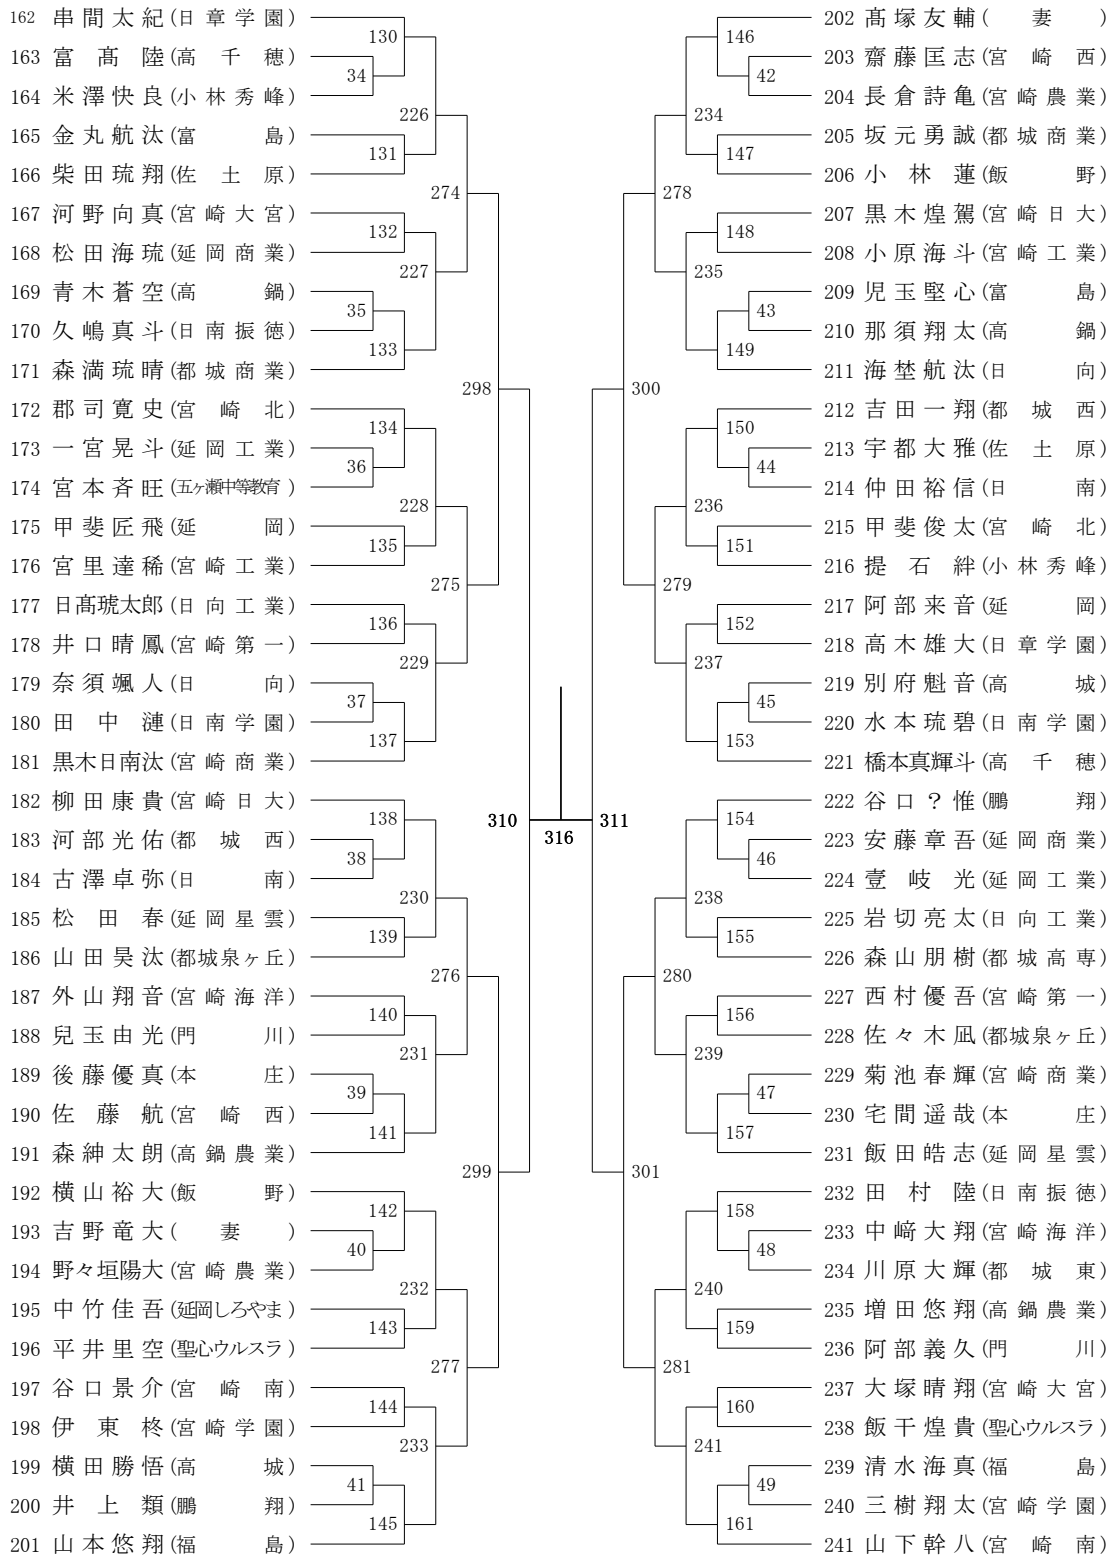 162 串間太紀(日章学園)
163 富髙陸(高千穂)
164 米澤快良(小林秀峰)
165 金丸航汰(富島)
166 柴田琉翔(佐土原)
167 河野向真(宮崎大宮)
168 松田海琉(延岡商業)
169 青木蒼空(高鍋)
170 久嶋真斗(日南振徳)
171 森満琉晴(都城商業)
172 郡司寛史(宮崎北)
173 一宮晃斗(延岡工業)
174 宮本斉旺(五ヶ瀬中等教育)
175 甲斐匠飛(延岡)
176 宮里達稀(宮崎工業)
177 日髙琥太郎(日向工業)
178 井口晴鳳(宮崎第一)
179 奈須颯人(日向)
180 田中漣(日南学園)
181 黒木日南汰(宮崎商業)
182 柳田康貴(宮崎日大)
183 河部光佑(都城西)
184 古澤卓弥(日南)
185 松田春(延岡星雲)
186 山田昊汰(都城泉ヶ丘)
187 外山翔音(宮崎海洋)
188 兒玉由光(門川)
189 後藤優真(本庄)
190 佐藤航(宮崎西)
191 森紳太朗(高鍋農業)
192 横山裕大(飯野)
193 吉野竜大(妻)
194 野々垣陽大(宮崎農業)
195 中竹佳吾(延岡しろやま)
196 平井里空(聖心ウルスラ)
197 谷口景介(宮崎南)
198 伊東柊(宮崎学園)
199 横田勝悟(高城)
200 井上類(鵬翔)
201 山本悠翔(福島)
130
34
226
131
274
132
227
35
133
298
134
36
228
135
275
136
229
37
137
310
316
311
138
38
230
139
276
140
231
39
141
299
142
40
232
143
277
144
233
41
145
146
42
234
147
278
148
235
43
149
300
150
44
236
151
279
152
237
45
153
154
46
238
155
280
156
239
47
157
301
158
48
240
159
281
160
241
49
161
202 髙塚友輔(妻)
203 齋藤匡志(宮崎西)
204 長倉詩亀(宮崎農業)
205 坂元勇誠(都城商業)
206 小林蓮(飯野)
207 黒木煌駕(宮崎日大)
208 小原海斗(宮崎工業)
209 児玉堅心(富島)
210 那須翔太(高鍋)
211 海埜航汰(日向)
212 吉田一翔(都城西)
213 宇都大雅(佐土原)
214 仲田裕信(日南)
215 甲斐俊太(宮崎北)
216 提石絆(小林秀峰)
217 阿部来音(延岡)
218 高木雄大(日章学園)
219 別府魁音(高城)
220 水本琉碧(日南学園)
221 橋本真輝斗(高千穂)
222 谷口?惟(鵬翔)
223 安藤章吾(延岡商業)
224 壹岐光(延岡工業)
225 岩切亮太(日向工業)
226 森山朋樹(都城高専)
227 西村優吾(宮崎第一)
228 佐々木凪(都城泉ヶ丘)
229 菊池春輝(宮崎商業)
230 宅間遥哉(本庄)
231 飯田皓志(延岡星雲)
232 田村陸(日南振徳)
233 中﨑大翔(宮崎海洋)
234 川原大輝(都城東)
235 増田悠翔(高鍋農業)
236 阿部義久(門川)
237 大塚晴翔(宮崎大宮)
238 飯干煌貴(聖心ウルスラ)
239 清水海真(福島)
240 三樹翔太(宮崎学園)
241 山下幹八(宮崎南)